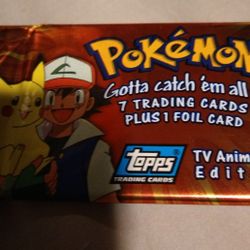 POKéMON
Gotta catch 'em all
7 TRADING CARDS
PLUS 1 FOIL CARD
topps
TRADING CARDS
TV Anim
Edit